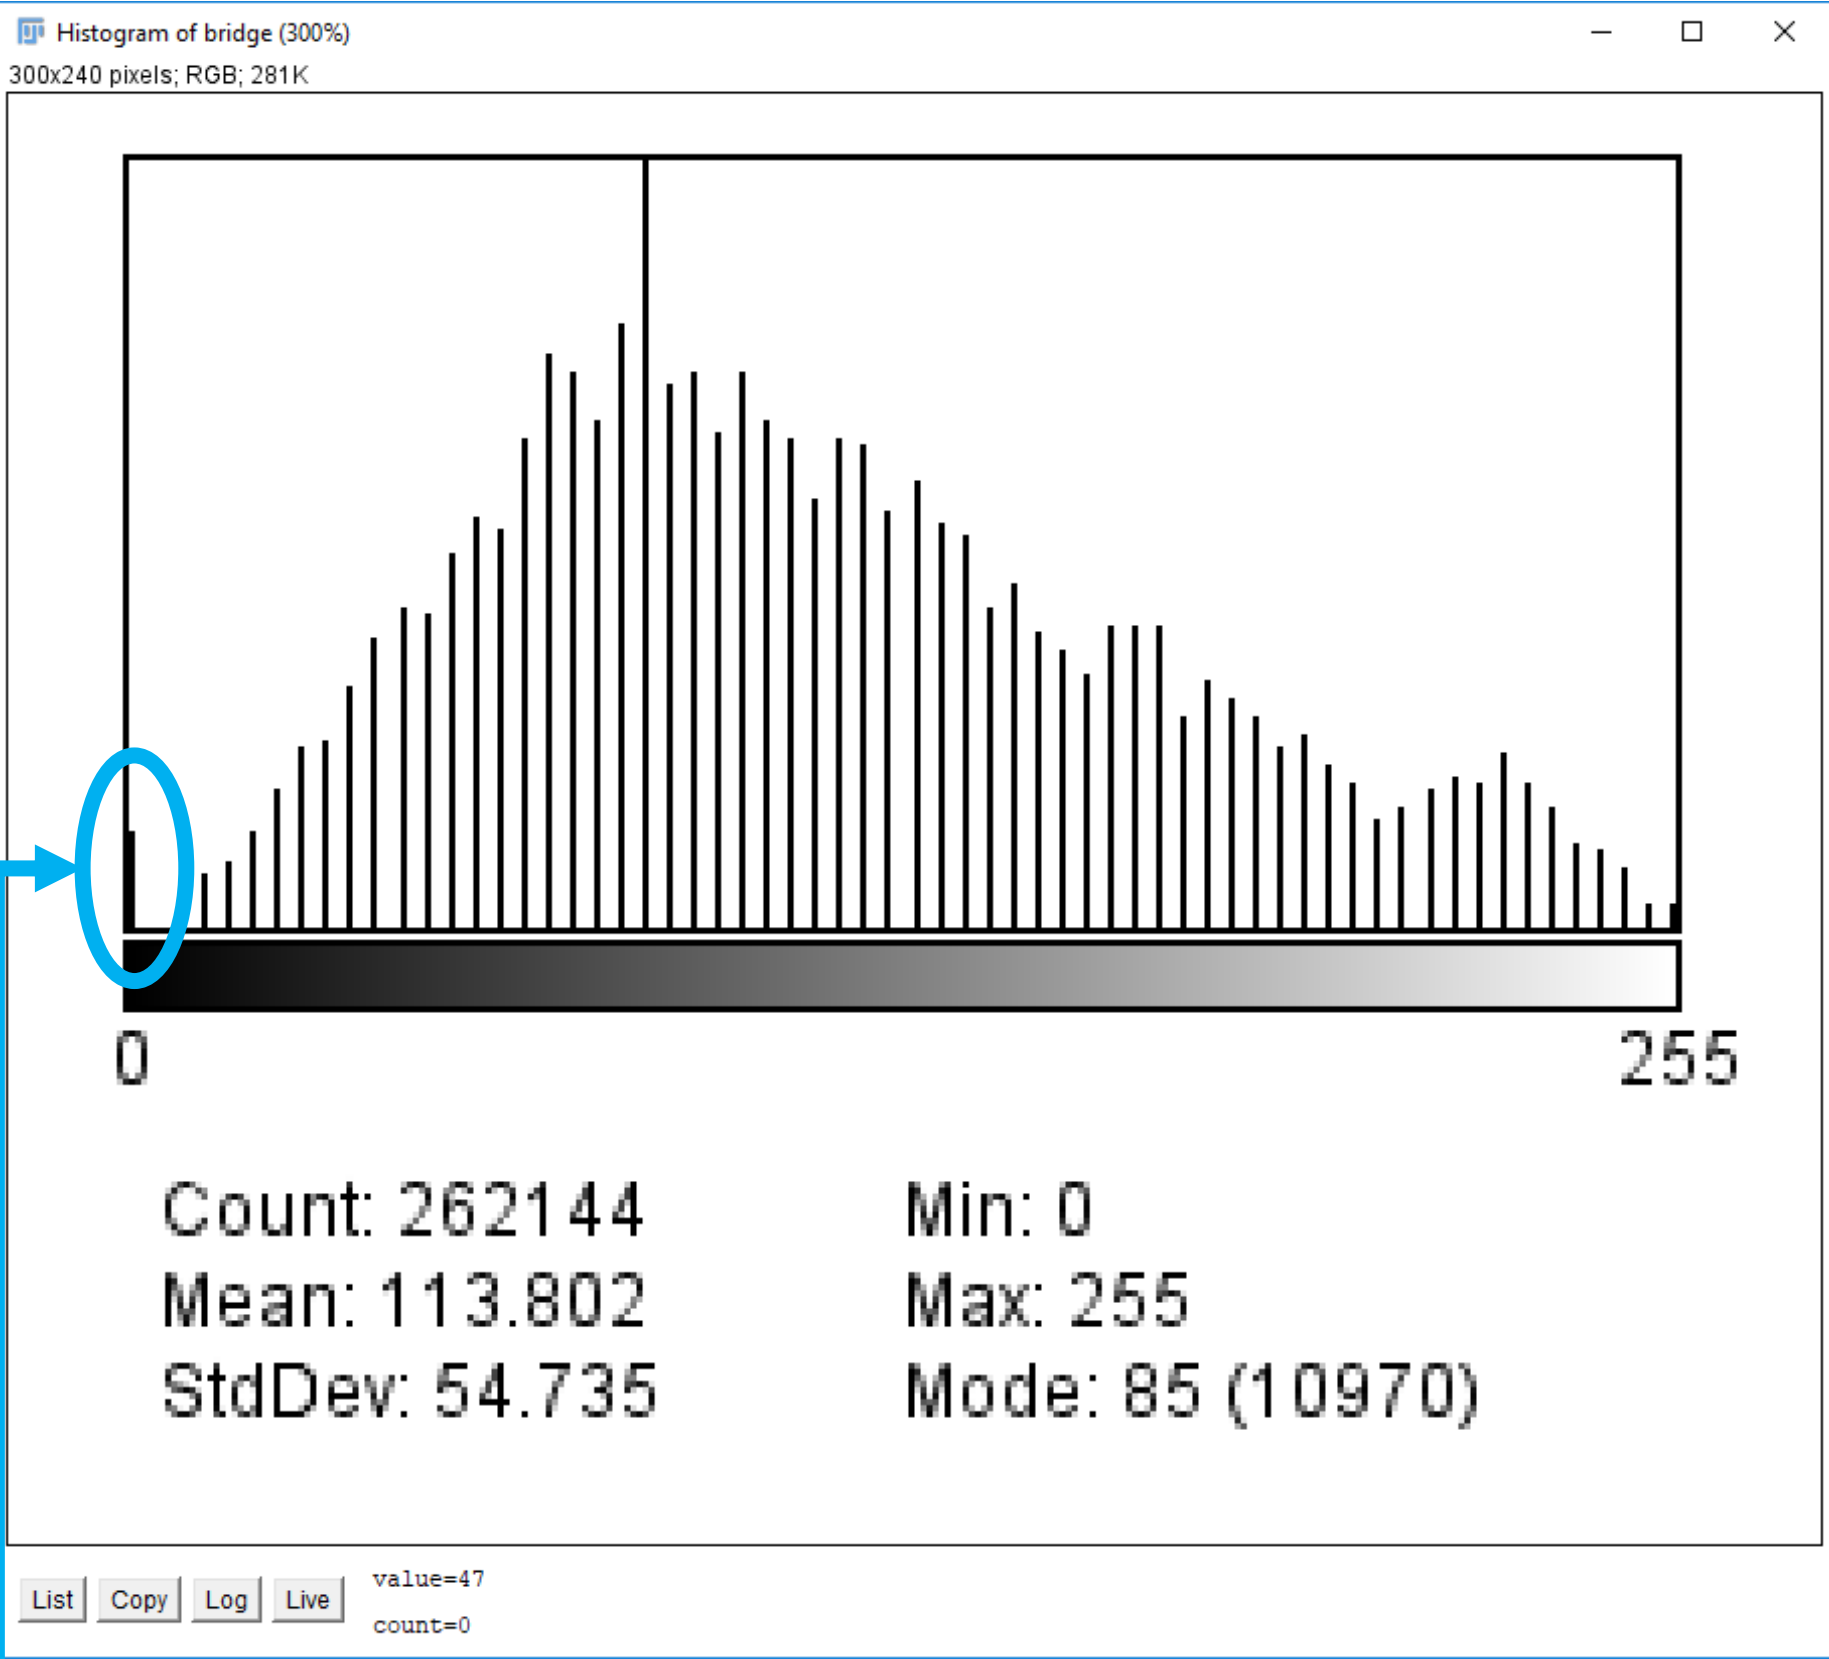 Histogram of bridge (300%)
300x240 pixels; RGB; 281K
0 255
Count: 262144 Min: 0
Mean: 113.802 Max: 255
StdDev: 54.735 Mode: 85 (10970)
List Copy Log Live value=47
count=0